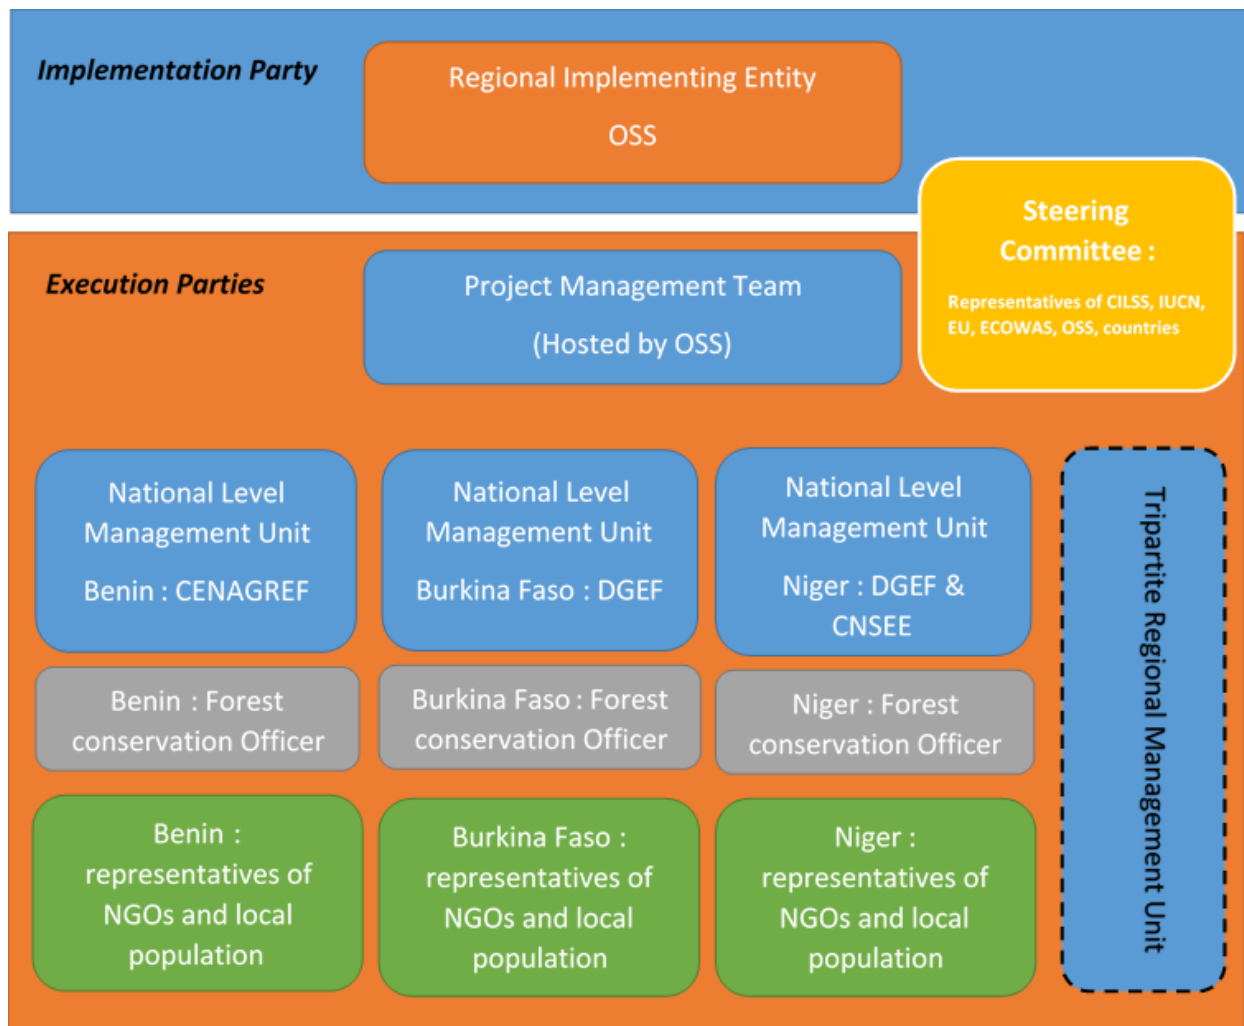 Implementation Party
Regional Implementing Entity
OSS
Steering
Committee :
Representatives of CILSS, IUCN,
EU, ECOWAS, OSS, countries
Execution Parties
Project Management Team
(Hosted by OSS)
National Level
Management Unit
Benin : CENAGREF
National Level
Management Unit
Burkina Faso : DGEF
National Level
Management Unit
Niger : DGEF &
CNSEE
Tripartite Regional Management Unit
Benin : Forest
conservation Officer
Burkina Faso : Forest
conservation Officer
Niger : Forest
conservation Officer
Benin :
representatives of
NGOs and local
population
Burkina Faso :
representatives of
NGOs and local
population
Niger :
representatives of
NGOs and local
population